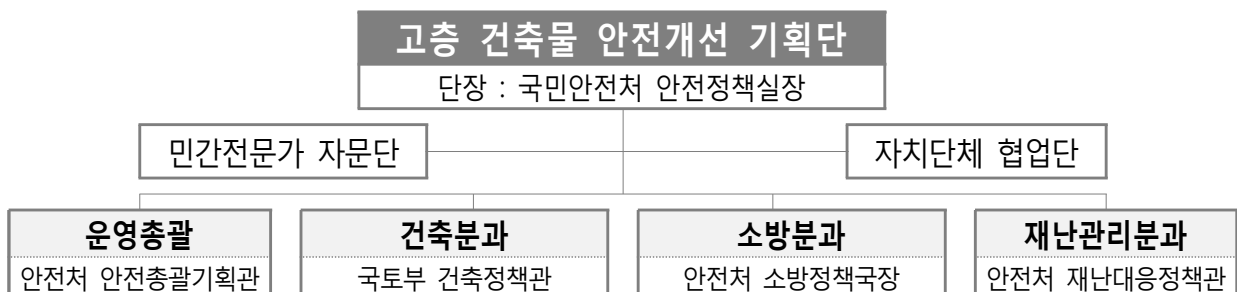 고층 건축물 안전개선 기획단
단장 : 국민안전처 안전정책실장
민간전문가 자문단
자치단체 협업단
운영총괄
안전처 안전총괄기획관
건축분과
국토부 건축정책관
소방분과
안전처 소방정책국장
재난관리분과
안전처 재난대응정책관